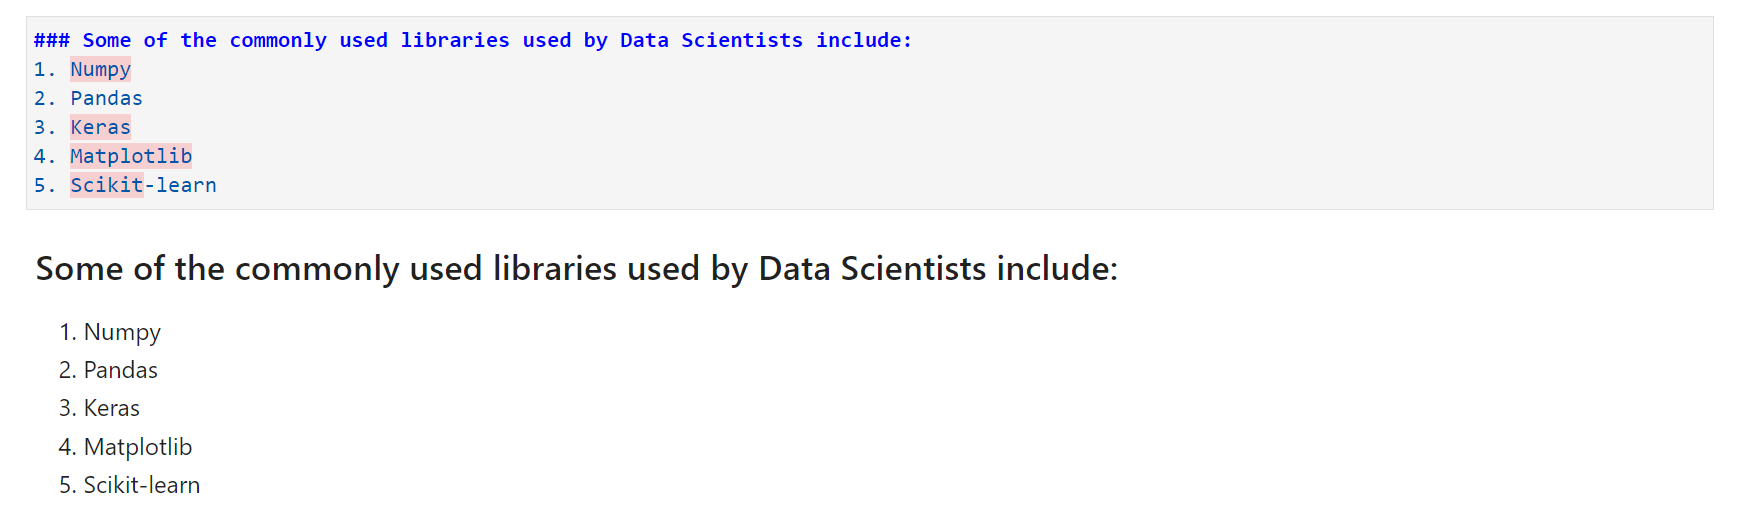 ### Some of the commonly used libraries used by Data Scientists include:
1. Numpy
2. Pandas
3. Keras
4. Matplotlib
5. Scikit-learn
Some of the commonly used libraries used by Data Scientists include:
1. Numpy
2. Pandas
3. Keras
4. Matplotlib
5. Scikit-learn